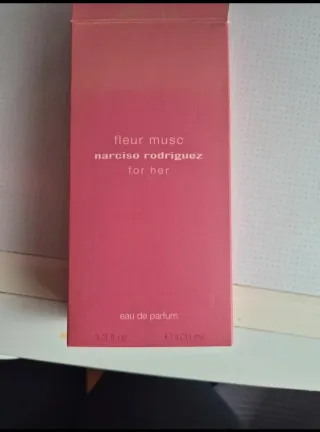 fleur musc
narciso rodriguez
for her
eau de parfum